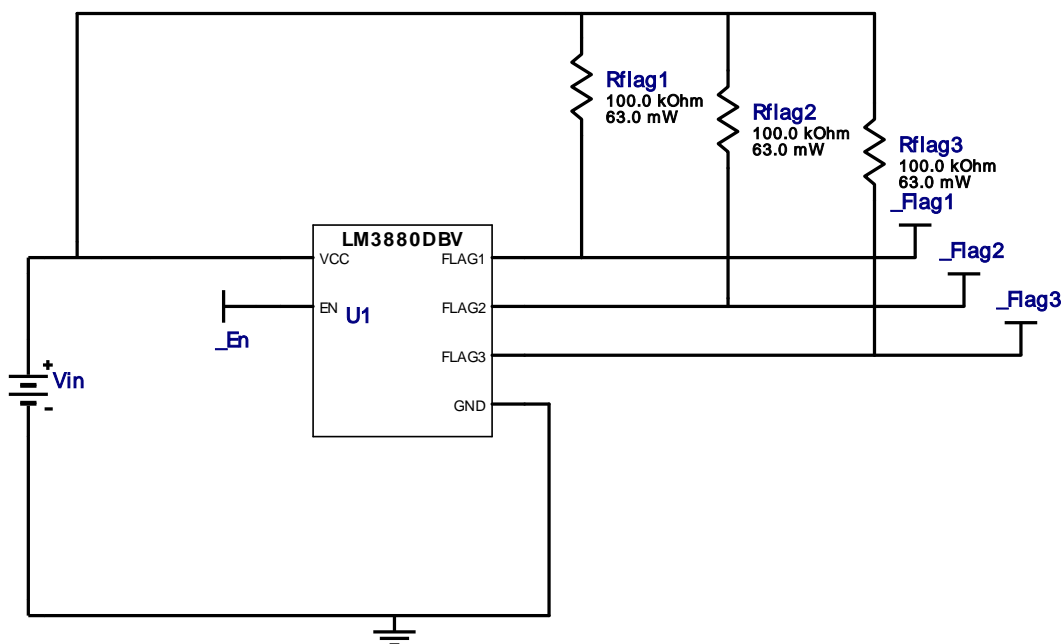 Rflag1
100.0 kOhm
63.0 mW
Rflag2
100.0 kOhm
63.0 mW
Rflag3
100.0 kOhm
63.0 mW
_Flag1
LM3880DBV
VCC
FLAG1
_Flag2
EN
U1
FLAG2
_Flag3
_En
FLAG3
+
Vin
-
GND